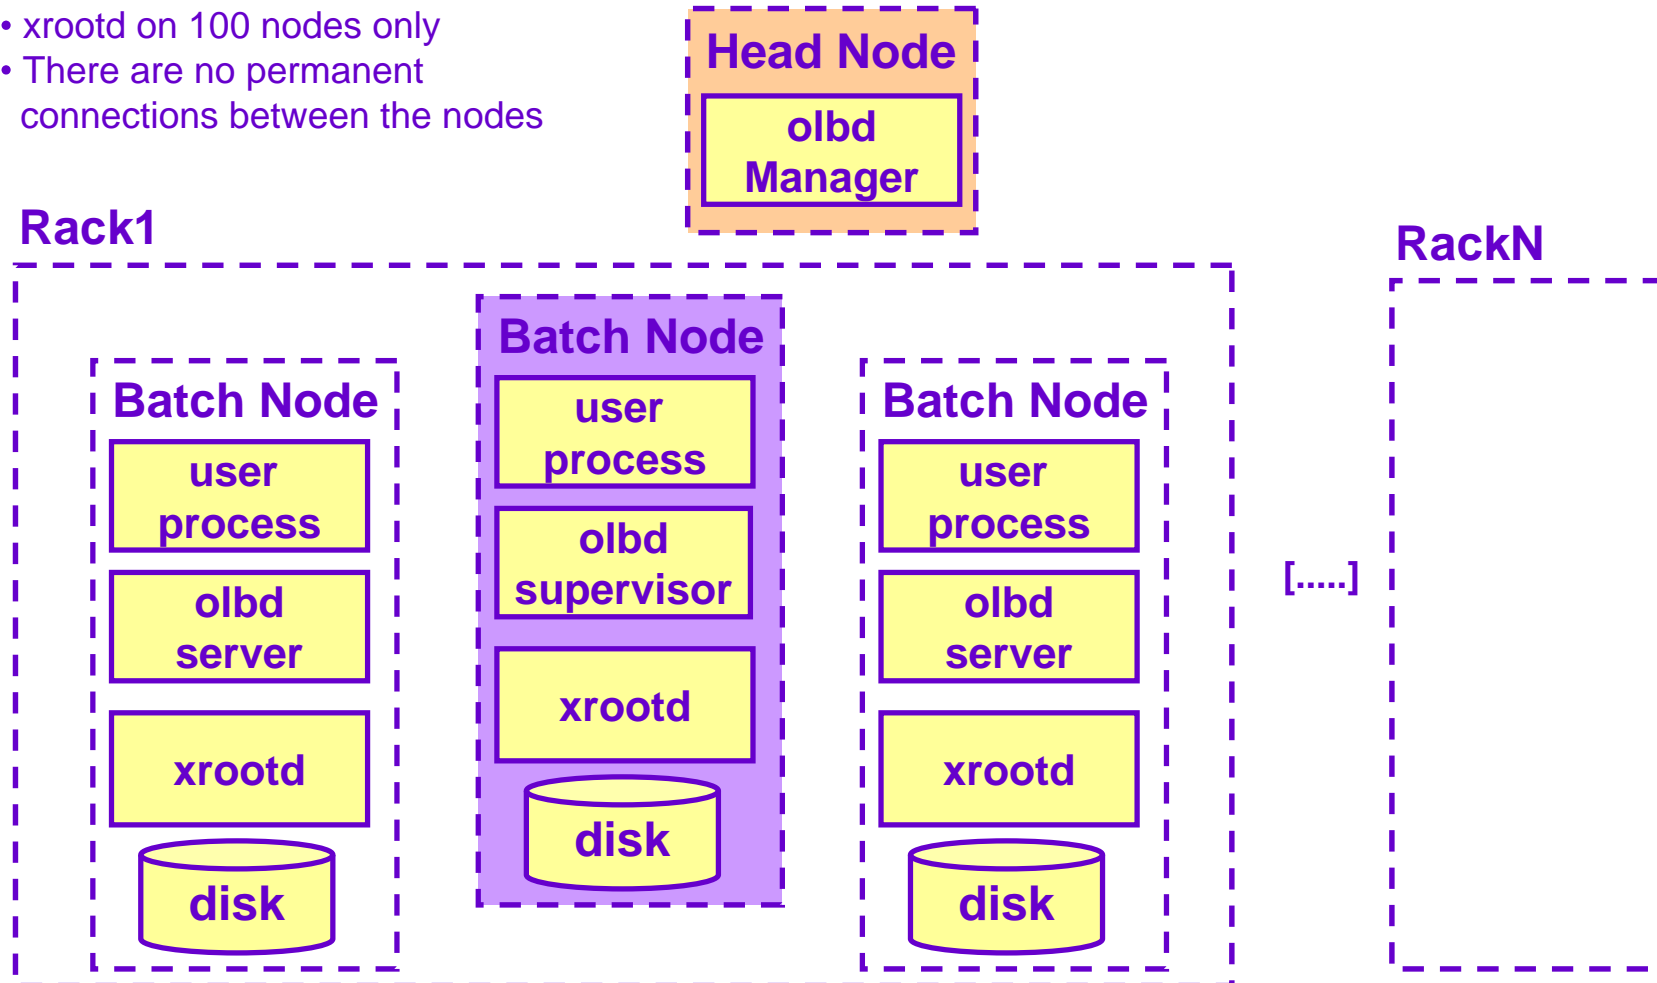 • xrootd on 100 nodes only
• There are no permanent
connections between the nodes
Head Node
olbd
Manager
Rack1
RackN
Batch Node
user
process
olbd
server
xrootd
disk
Batch Node
user
process
olbd
supervisor
xrootd
disk
Batch Node
user
process
olbd
server
xrootd
disk
[.....]